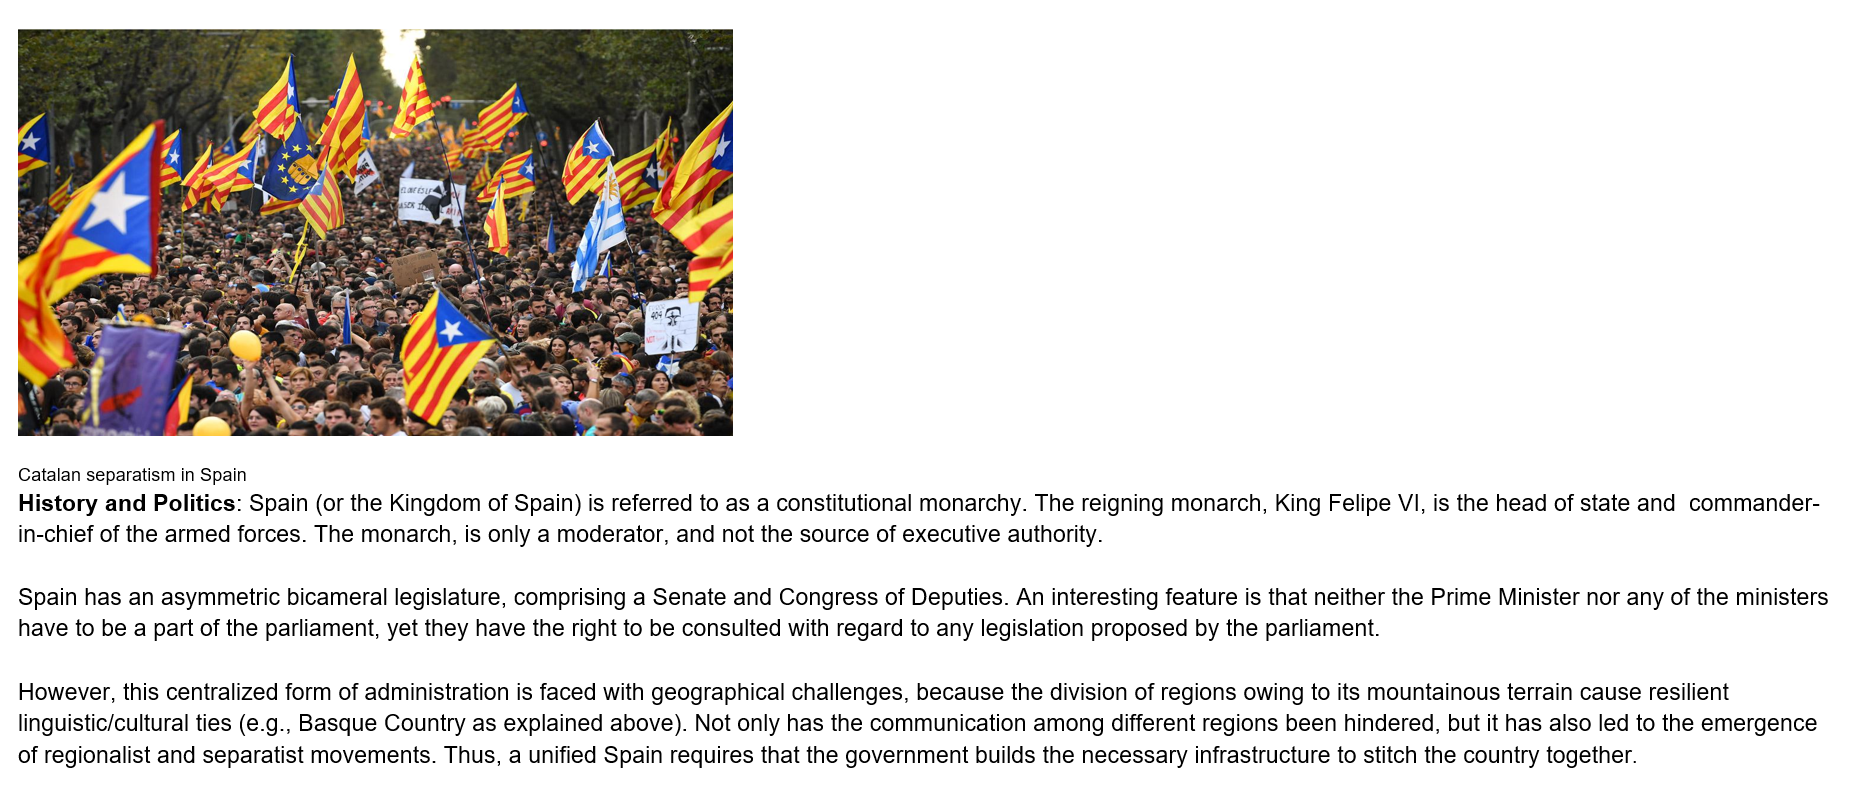 404
Catalan separatism in Spain
History and Politics: Spain (or the Kingdom of Spain) is referred to as a constitutional monarchy. The reigning monarch, King Felipe VI, is the head of state and  commander-
in-chief of the armed forces. The monarch, is only a moderator, and not the source of executive authority.
Spain has an asymmetric bicameral legislature, comprising a Senate and Congress of Deputies. An interesting feature is that neither the Prime Minister nor any of the ministers
have to be a part of the parliament, yet they have the right to be consulted with regard to any legislation proposed by the parliament.
However, this centralized form of administration is faced with geographical challenges, because the division of regions owing to its mountainous terrain cause resilient
linguistic/cultural ties (e.g., Basque Country as explained above). Not only has the communication among different regions been hindered, but it has also led to the emergence
of regionalist and separatist movements. Thus, a unified Spain requires that the government builds the necessary infrastructure to stitch the country together.